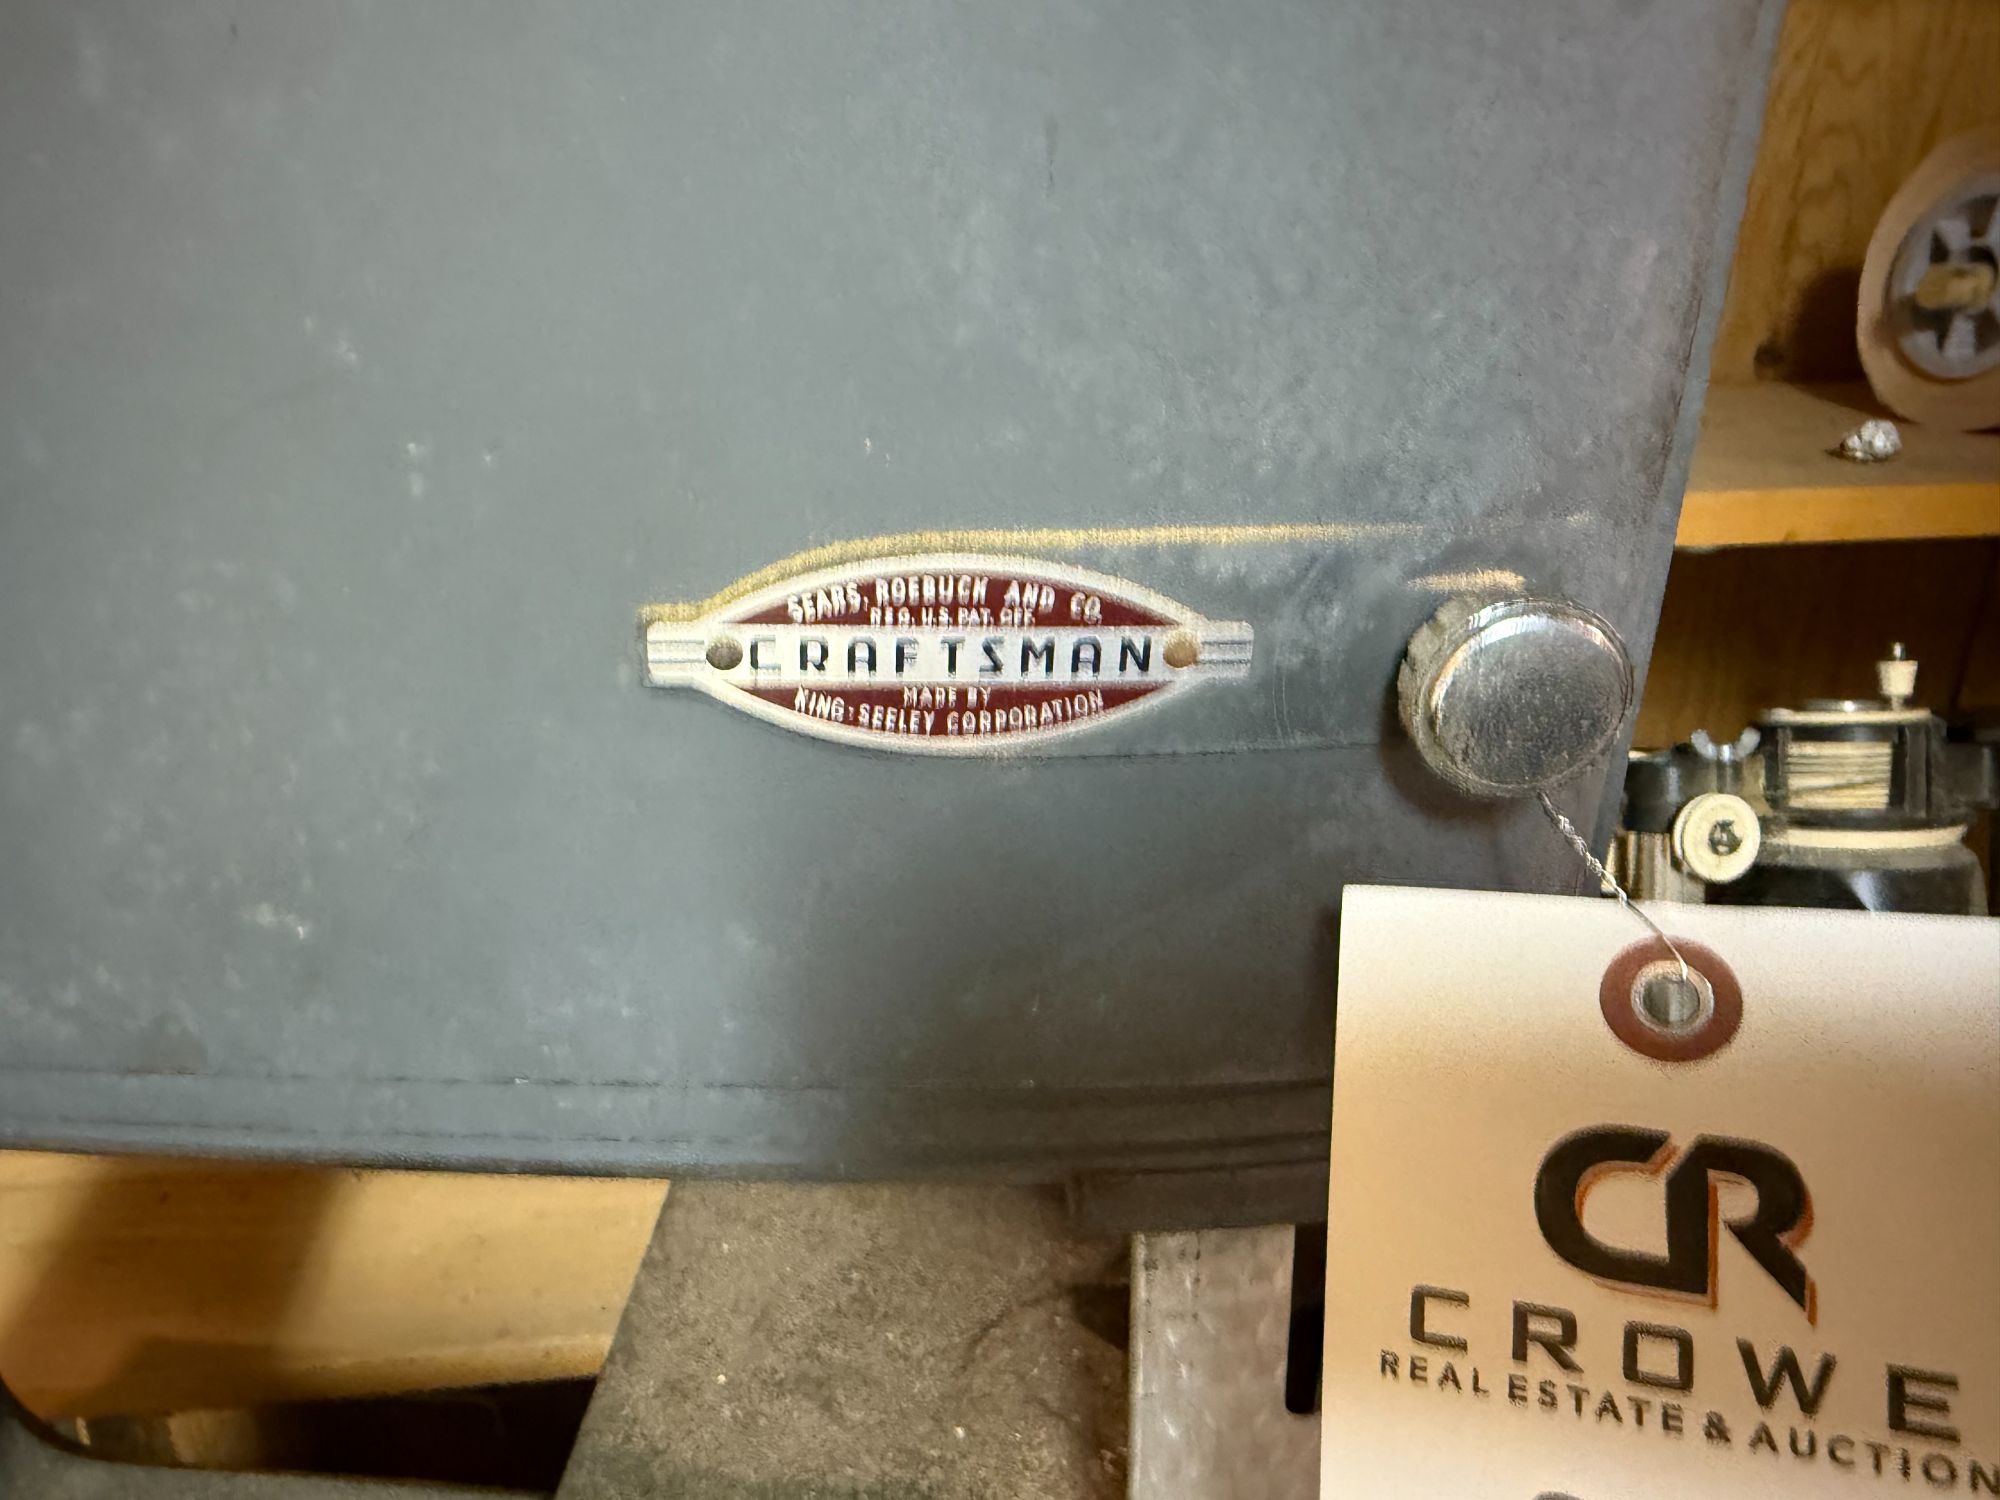 SEARS, ROEBUCK AND CO.
REG. U.S. PAT. OFF.
CRAFTSMAN
MADE BY
KING-SEELEY CORPORATION
CR
CROWE
REAL ESTATE & AUCTION